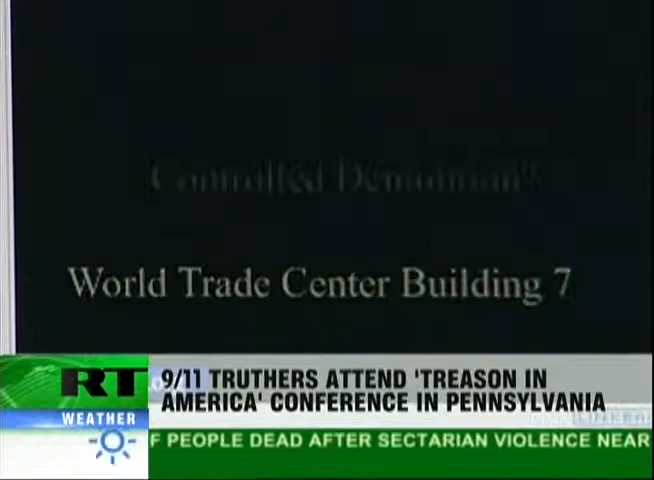 Controlled Demolition?
World Trade Center Building 7
RT
9/11 TRUTHERS ATTEND 'TREASON IN
AMERICA' CONFERENCE IN PENNSYLVANIA
WEATHER
F PEOPLE DEAD AFTER SECTARIAN VIOLENCE NEAR